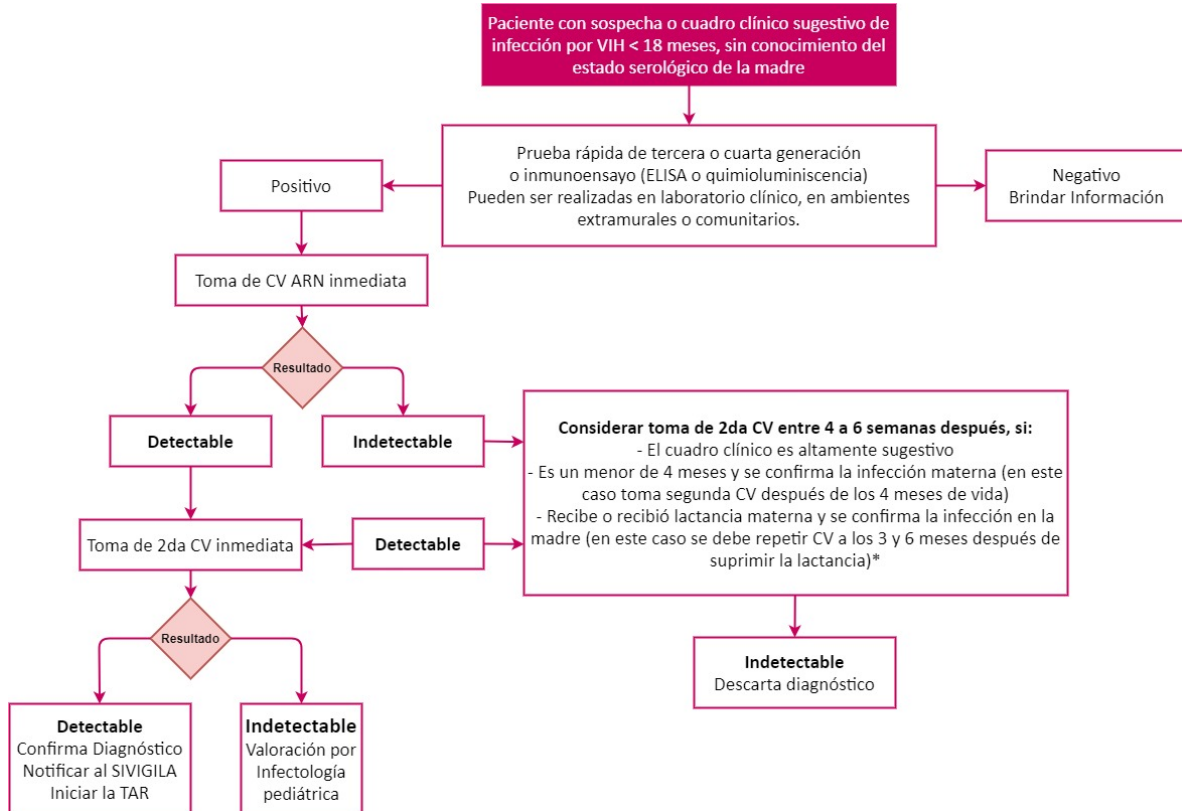 Paciente con sospecha o cuadro clínico sugestivo de
infección por VIH < 18 meses, sin conocimiento del
estado serológico de la madre
Prueba rápida de tercera o cuarta generación
o inmunoensayo (ELISA o quimioluminiscencia)
Pueden ser realizadas en laboratorio clínico, en ambientes
extramurales o comunitarios.
Positivo
Negativo
Brindar Información
Toma de CV ARN inmediata
Resultado
Detectable
Indetectable
Considerar toma de 2da CV entre 4 a 6 semanas después, si:
- El cuadro clínico es altamente sugestivo
- Es un menor de 4 meses y se confirma la infección materna (en este
caso toma segunda CV después de los 4 meses de vida)
- Recibe o recibió lactancia materna y se confirma la infección en la
madre (en este caso se debe repetir CV a los 3 y 6 meses después de
suprimir la lactancia)*
Toma de 2da CV inmediata
Detectable
Resultado
Indetectable
Descarta diagnóstico
Detectable
Confirma Diagnóstico
Notificar al SIVIGILA
Iniciar la TAR
Indetectable
Valoración por
Infectología
pediátrica